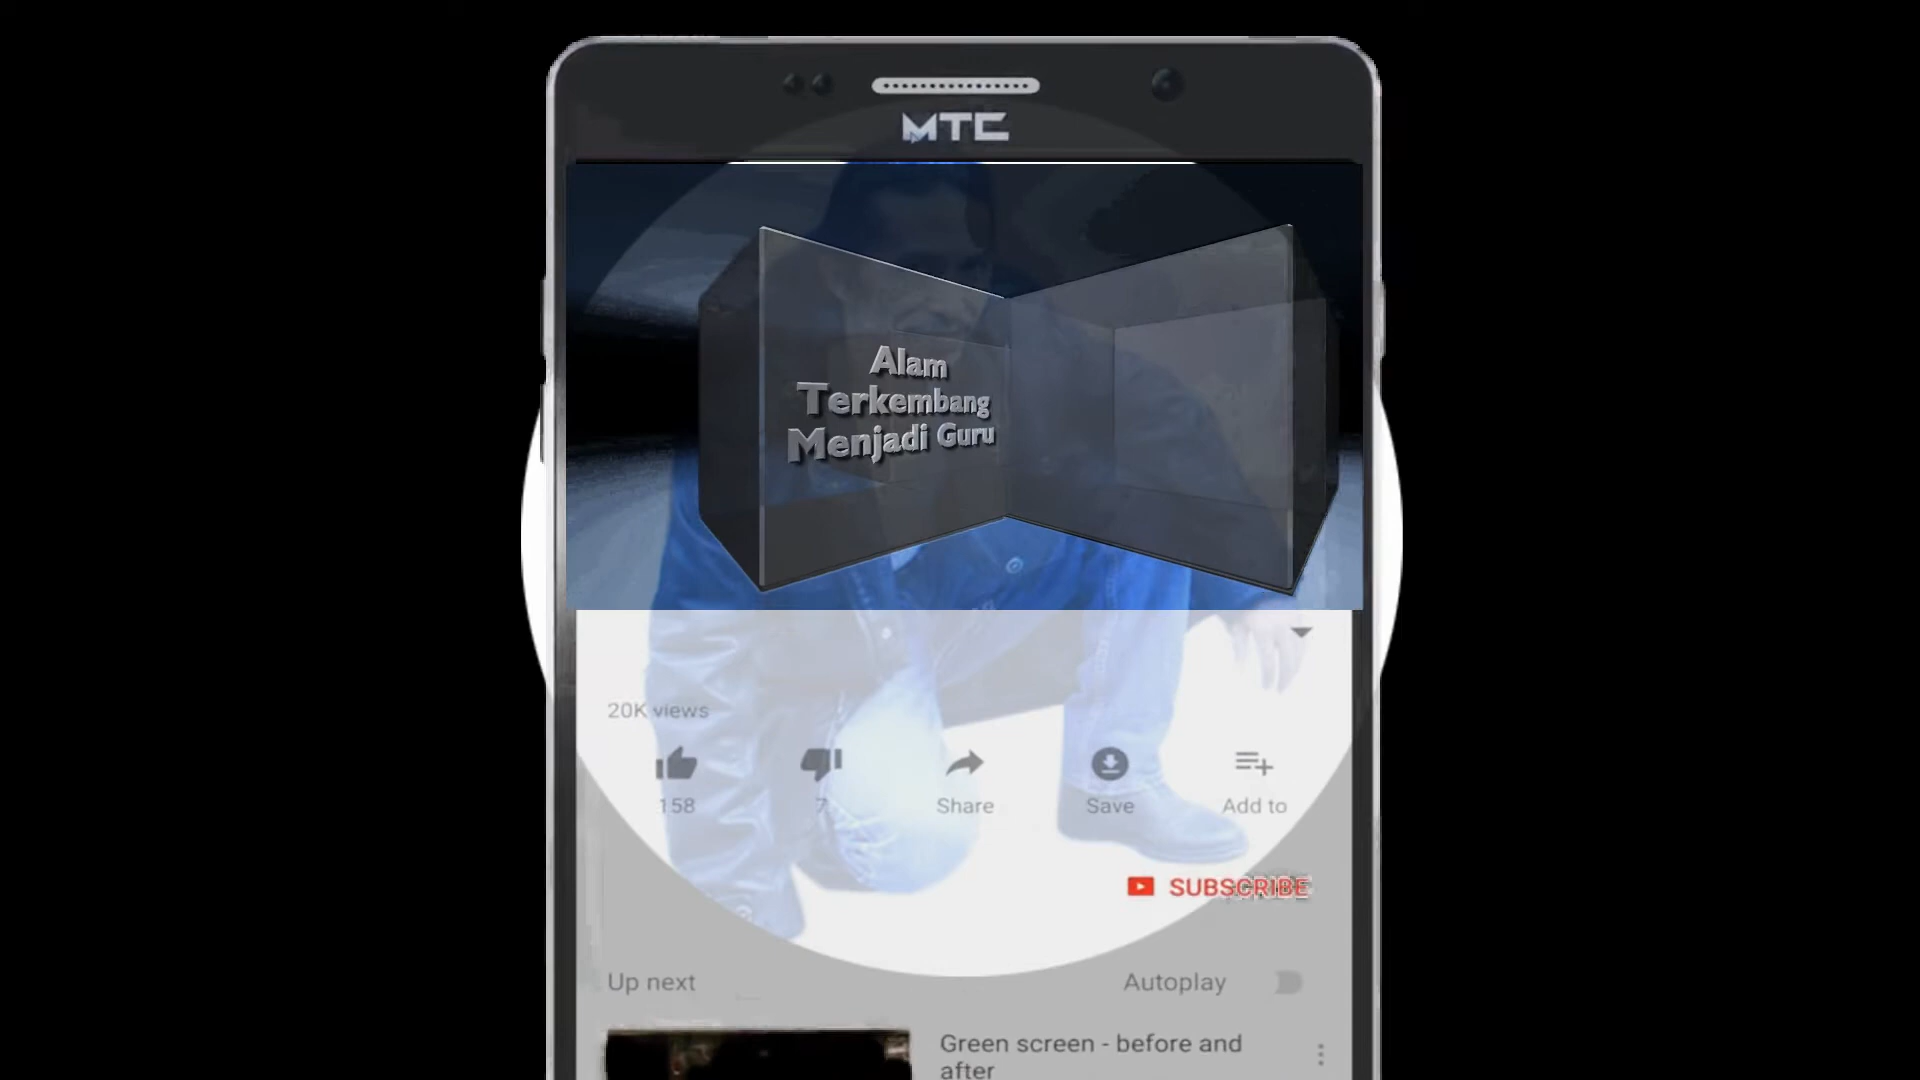 MTC
Alam
Terkembang
Menjadi Guru
20K views
158
7
Share
Save
Add to
SUBSCRIBE
Up next
Autoplay
Green screen - before and
after